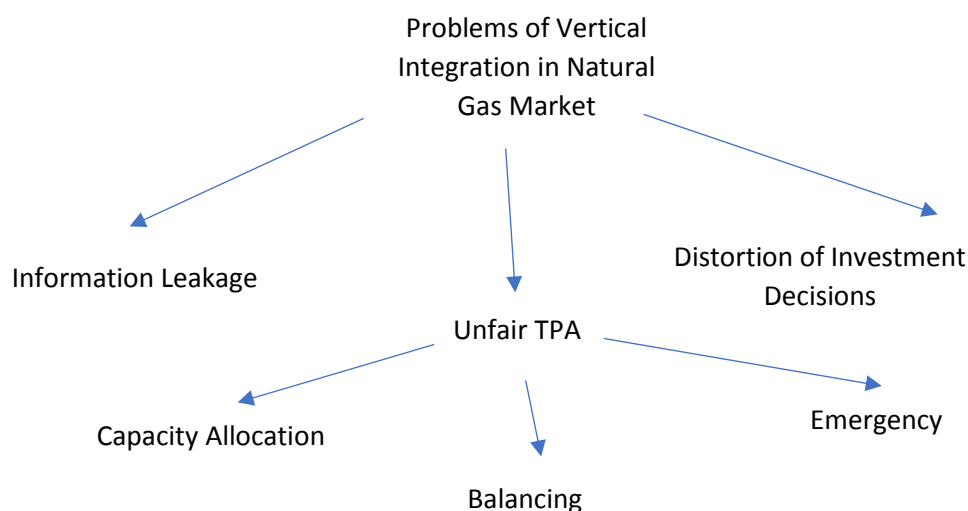 Problems of Vertical
Integration in Natural
Gas Market
Information Leakage
Distortion of Investment
Decisions
Unfair TPA
Capacity Allocation
Emergency
Balancing